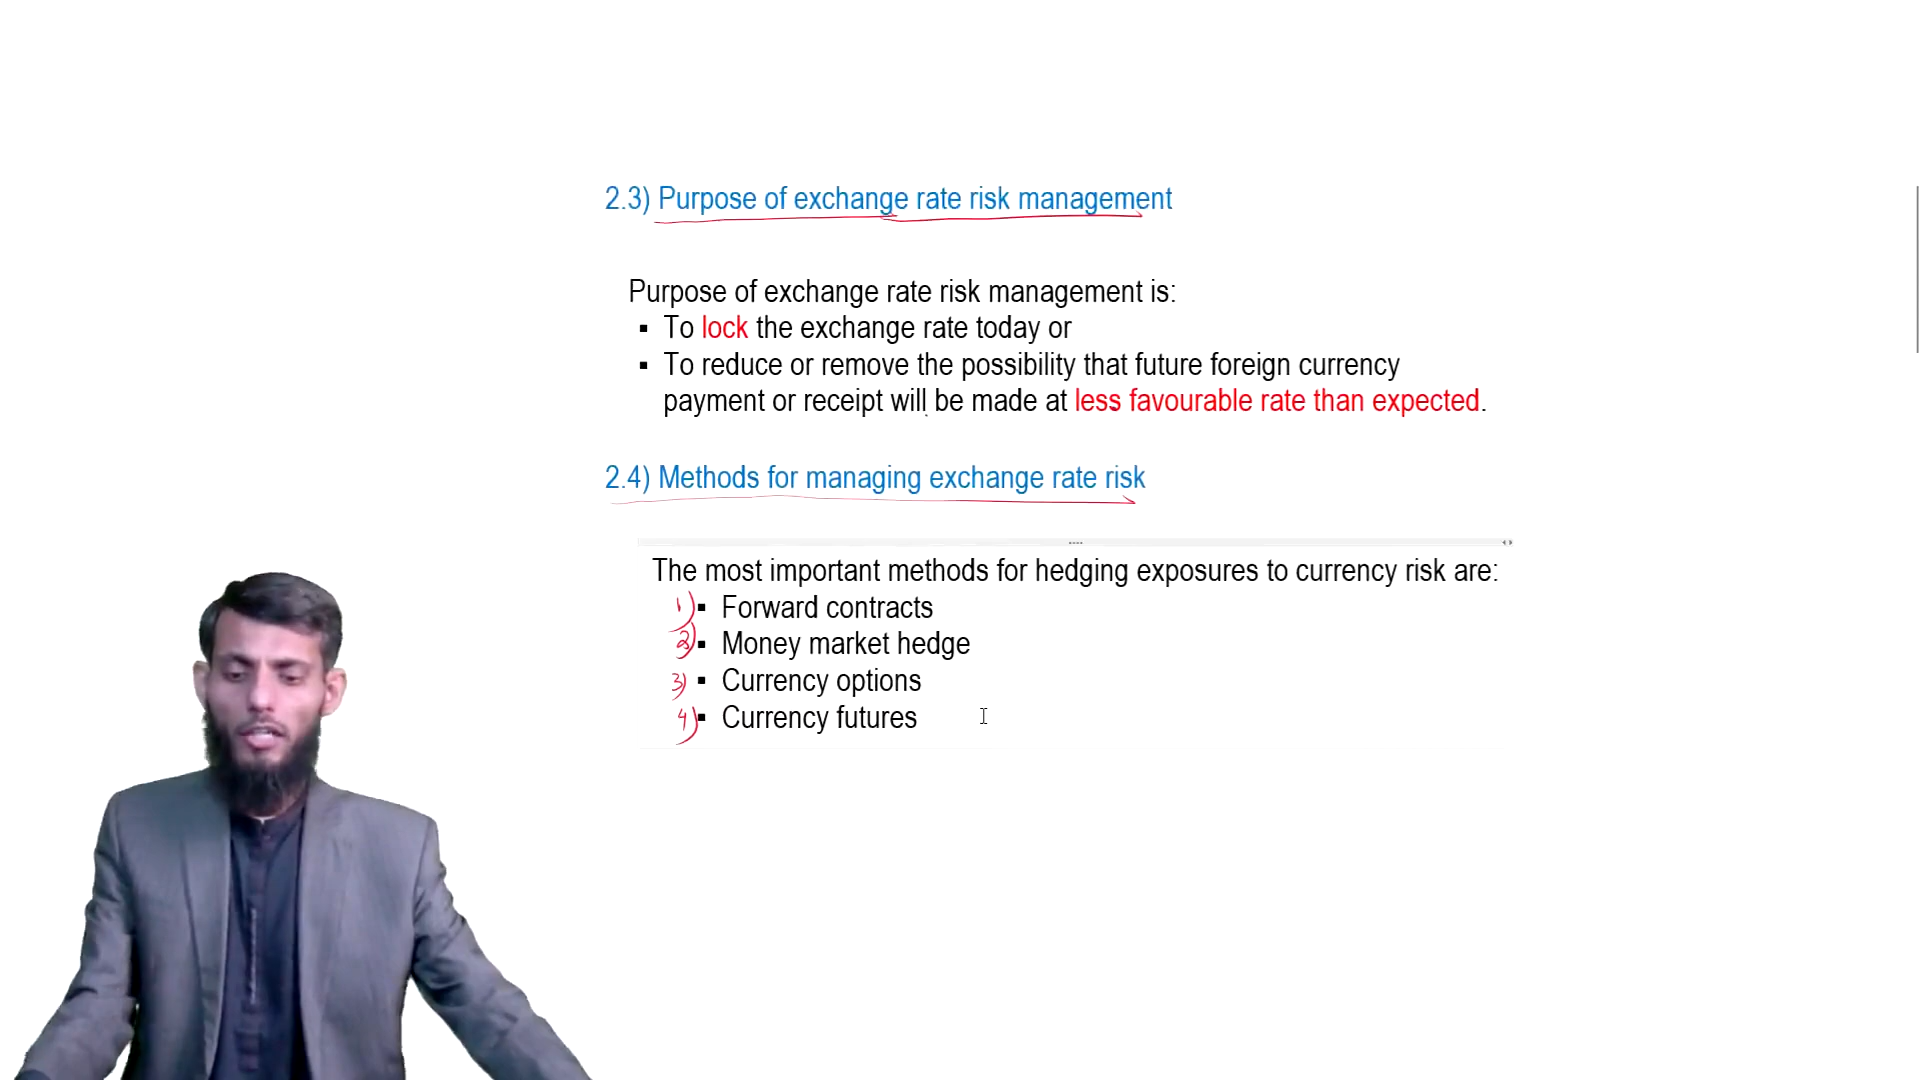 2.3) Purpose of exchange rate risk management
Purpose of exchange rate risk management is:
▪ To lock the exchange rate today or
▪ To reduce or remove the possibility that future foreign currency
payment or receipt will be made at less favourable rate than expected.
2.4) Methods for managing exchange rate risk
The most important methods for hedging exposures to currency risk are:
1) ▪ Forward contracts
2) ▪ Money market hedge
3) ▪ Currency options
4) ▪ Currency futures